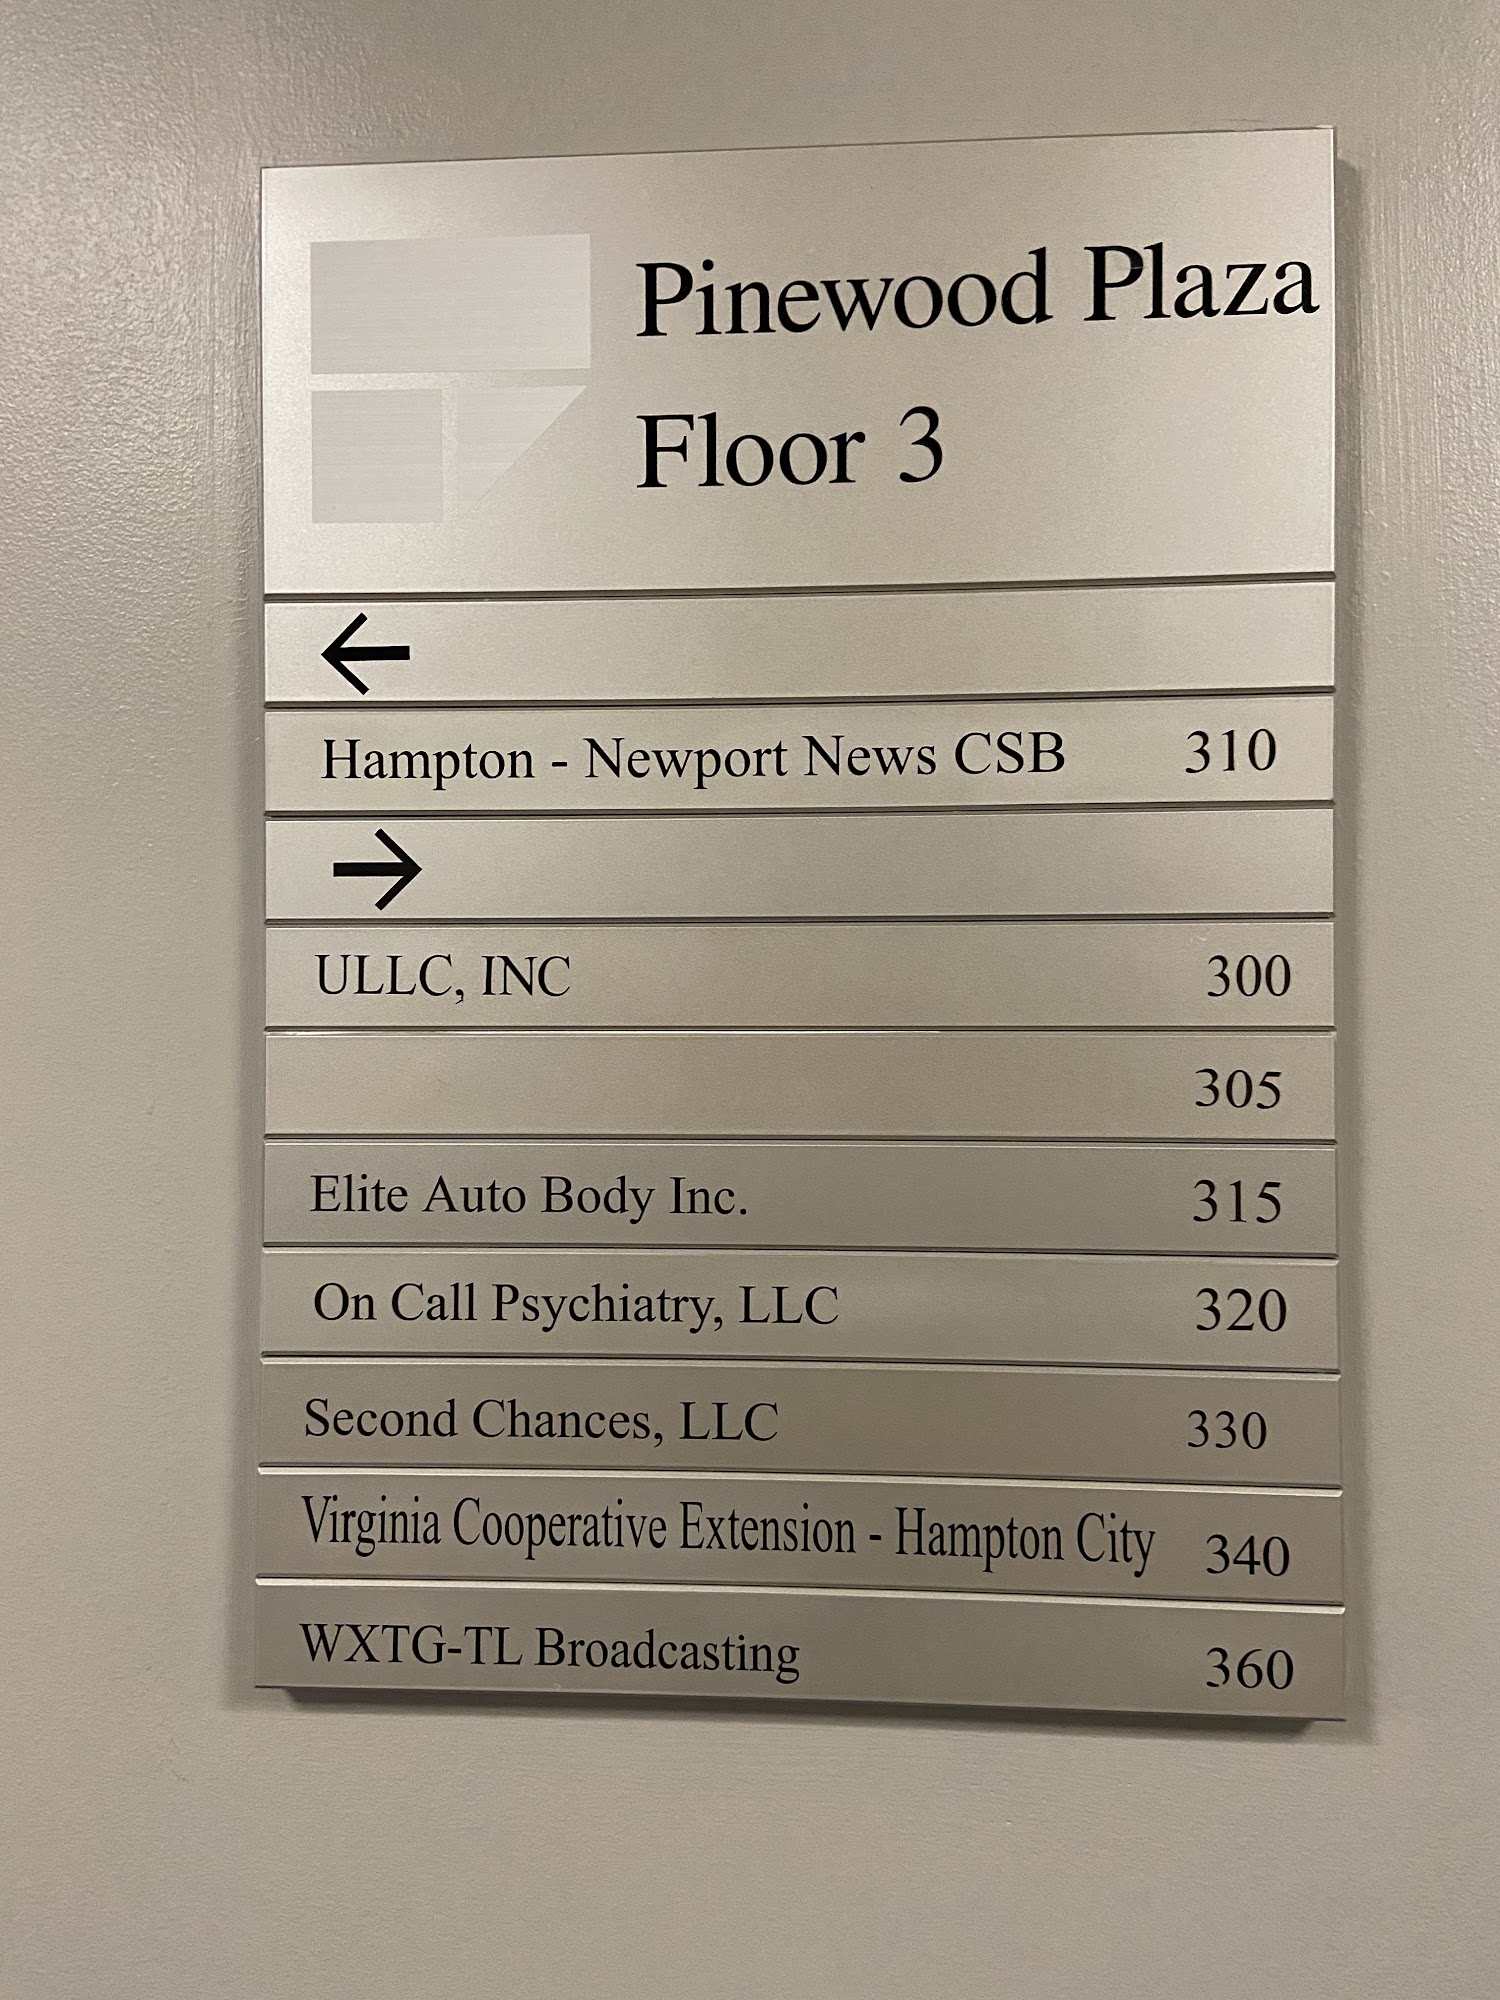 Pinewood Plaza
Floor 3
←
Hampton - Newport News CSB 310
→
ULLC, INC 300
305
Elite Auto Body Inc. 315
On Call Psychiatry, LLC 320
Second Chances, LLC 330
Virginia Cooperative Extension - Hampton City 340
WXTG-TL Broadcasting 360